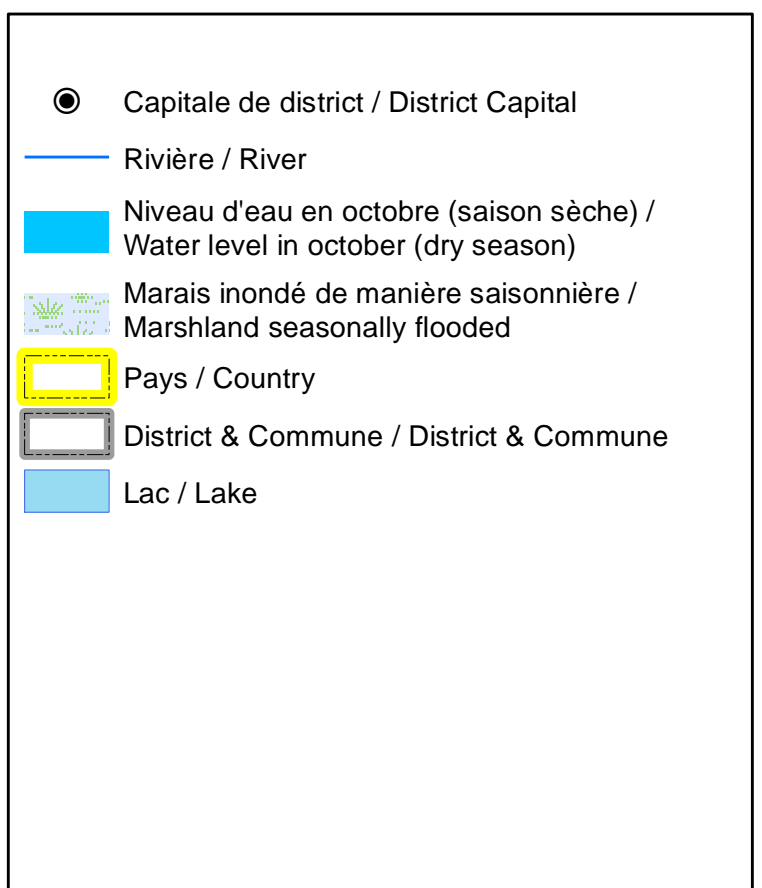 Capitale de district / District Capital
Rivière / River
Niveau d'eau en octobre (saison sèche) /
Water level in october (dry season)
Marais inondé de manière saisonnière /
Marshland seasonally flooded
Pays / Country
District & Commune / District & Commune
Lac / Lake